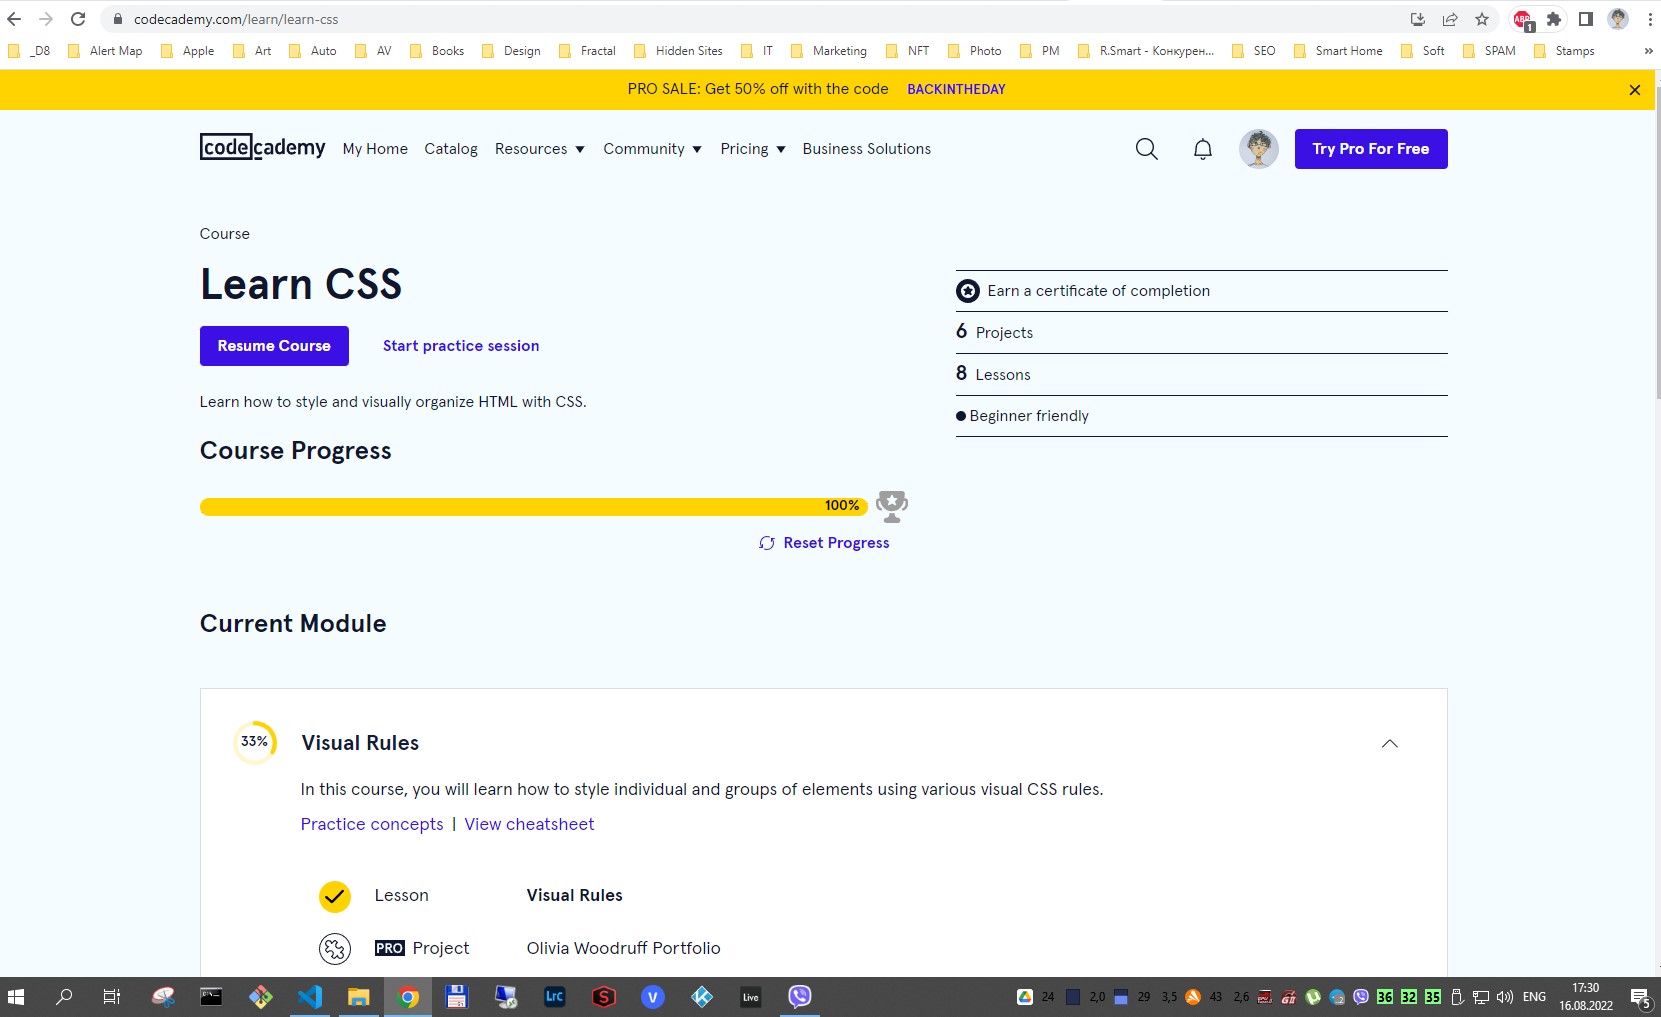 codecademy.com/learn/learn-css
ABP 1
_D8 Alert Map Apple Art Auto AV Books Design Fractal Hidden Sites IT Marketing NFT Photo PM R.Smart - Конкурен... SEO Smart Home Soft SPAM Stamps »
PRO SALE: Get 50% off with the code BACKINTHEDAY
codecademy My Home Catalog Resources Community Pricing Business Solutions Try Pro For Free
Course
Learn CSS
Resume Course Start practice session
Learn how to style and visually organize HTML with CSS.
Earn a certificate of completion
6 Projects
8 Lessons
Beginner friendly
Course Progress
100%
Reset Progress
Current Module
33% Visual Rules
In this course, you will learn how to style individual and groups of elements using various visual CSS rules.
Practice concepts | View cheatsheet
Lesson Visual Rules
PRO Project Olivia Woodruff Portfolio
LrC S V Live 24 2,0 29 3,5 43 2,6 36 32 35 ENG 17:30
16.08.2022 5